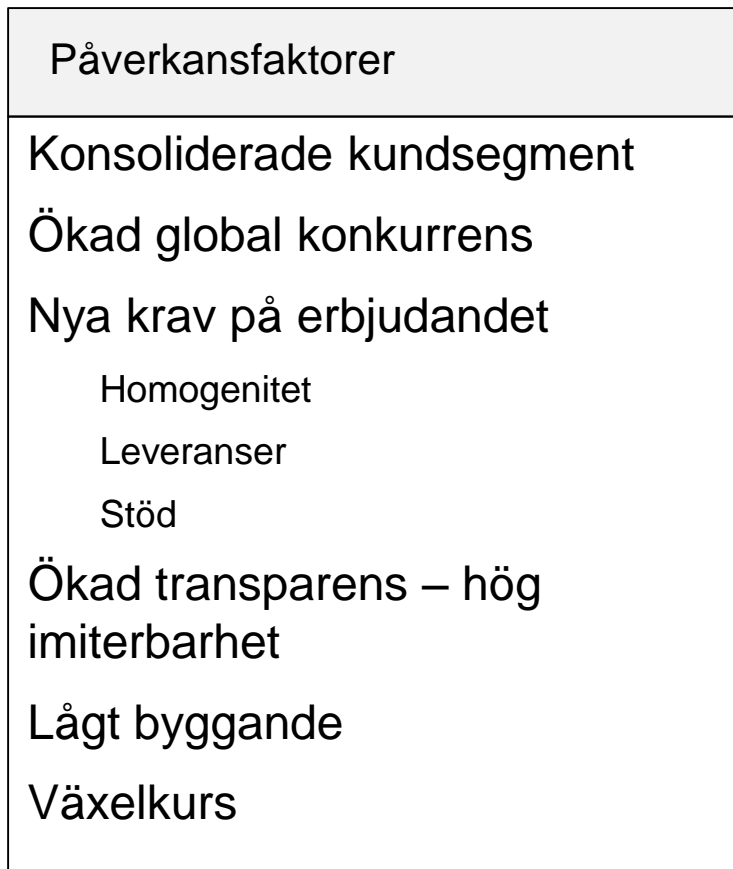 Påverkansfaktorer
Konsoliderade kundsegment
Ökad global konkurrens
Nya krav på erbjudandet
Homogenitet
Leveranser
Stöd
Ökad transparens – hög
imiterbarhet
Lågt byggande
Växelkurs